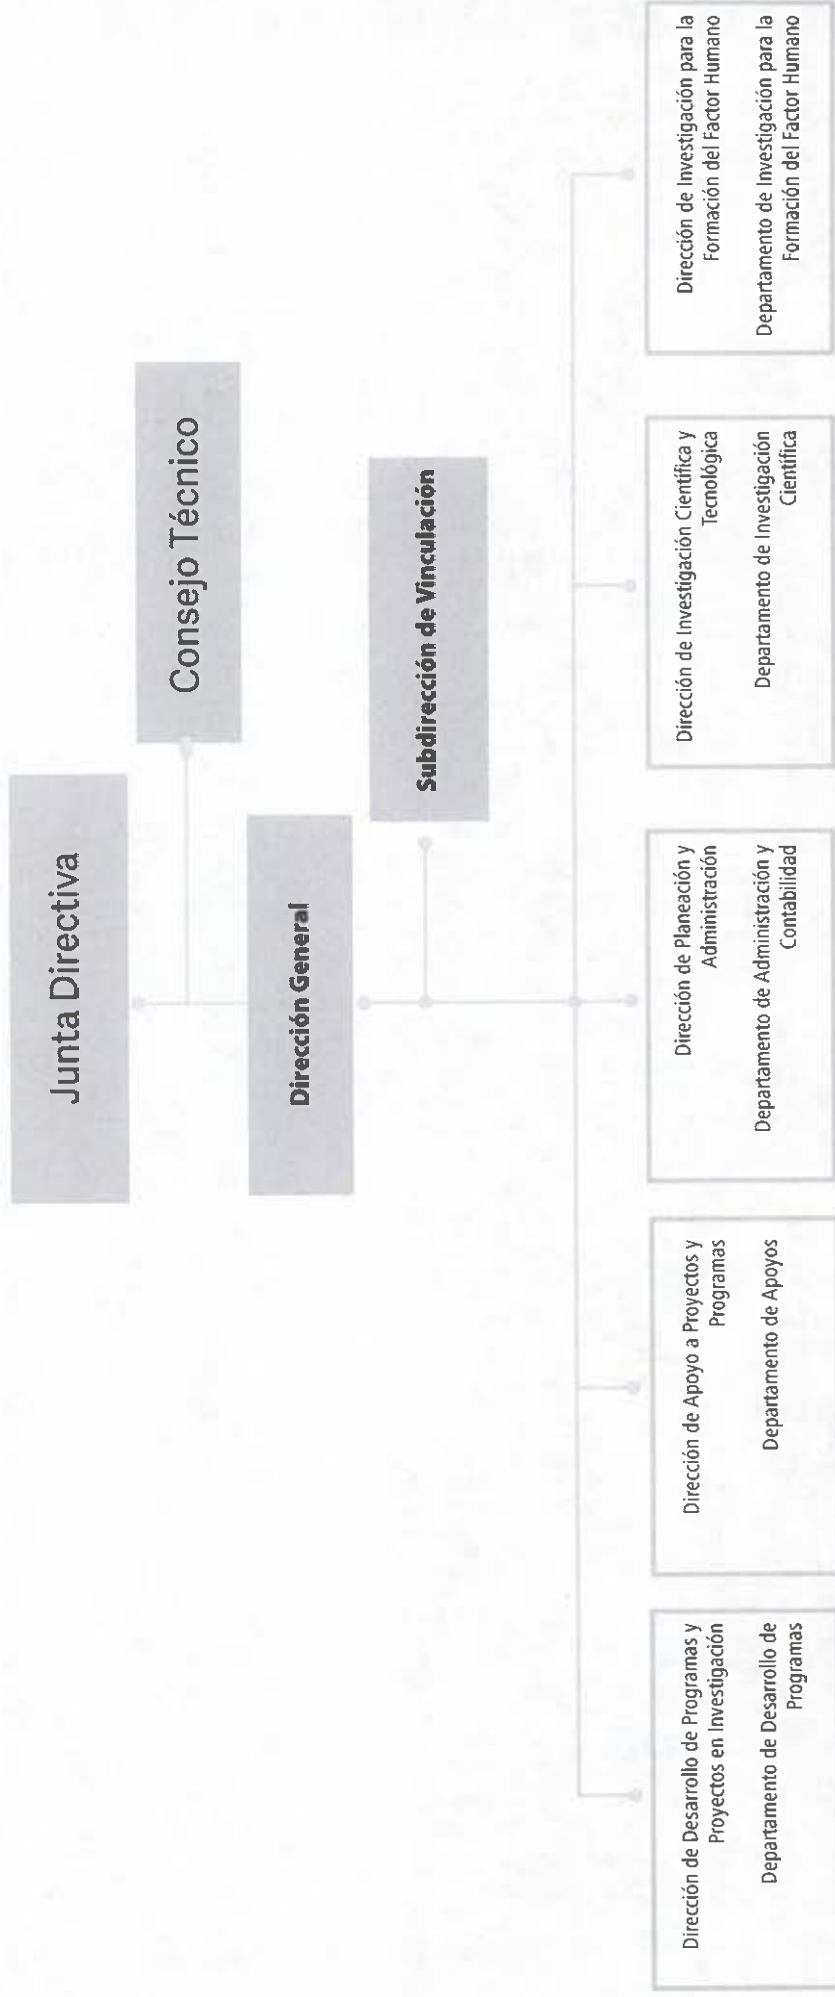 Junta Directiva
Consejo Técnico
Dirección General
Subdirección de Vinculación
Dirección de Desarrollo de Programas y
Proyectos en Investigación
Departamento de Desarrollo de
Programas
Dirección de Apoyo a Proyectos y
Programas
Departamento de Apoyos
Dirección de Planeación y
Administración
Departamento de Administración y
Contabilidad
Dirección de Investigación Científica y
Tecnológica
Departamento de Investigación
Científica
Dirección de Investigación para la
Formación del Factor Humano
Departamento de Investigación para la
Formación del Factor Humano